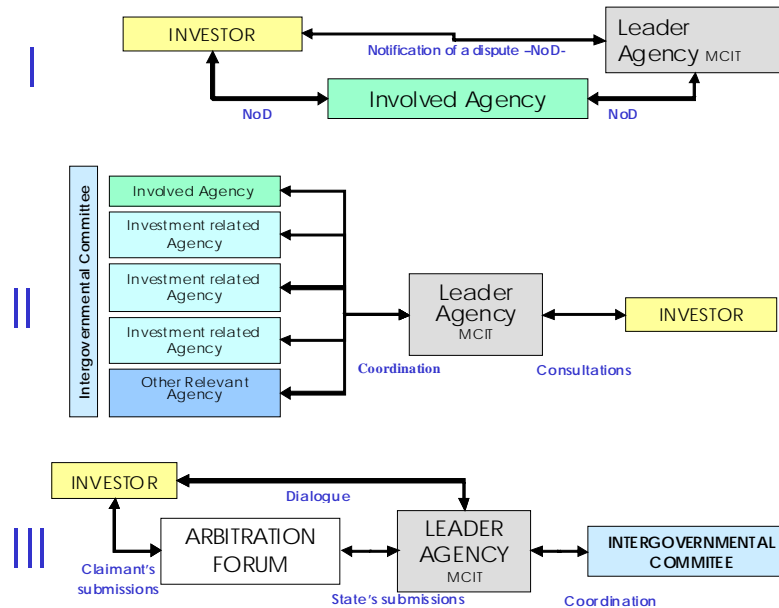 I
INVESTOR
Notification of a dispute –NoD-
Leader
Agency MCIT
Involved Agency
NoD
NoD
II
Intergovernmental Committee
Involved Agency
Investment related
Agency
Investment related
Agency
Investment related
Agency
Other Relevant
Agency
Coordination
Leader
Agency
MCIT
Consultations
INVESTOR
III
INVESTOR
Dialogue
Claimant's
submissions
ARBITRATION
FORUM
State's submissions
LEADER
AGENCY
MCIT
Coordination
INTERGOVERNMENTAL
COMMITEE